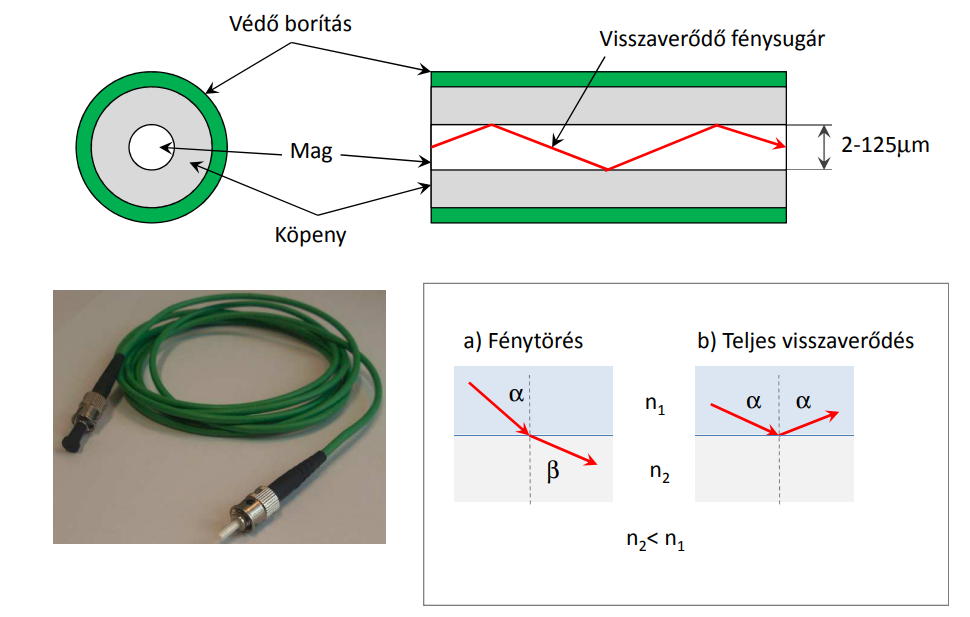 Védő borítás
Visszaverődő fénysugár
Mag
2-125μm
Köpeny
a) Fénytörés
b) Teljes visszaverődés
α
n1
α
α
β
n2
n2< n1